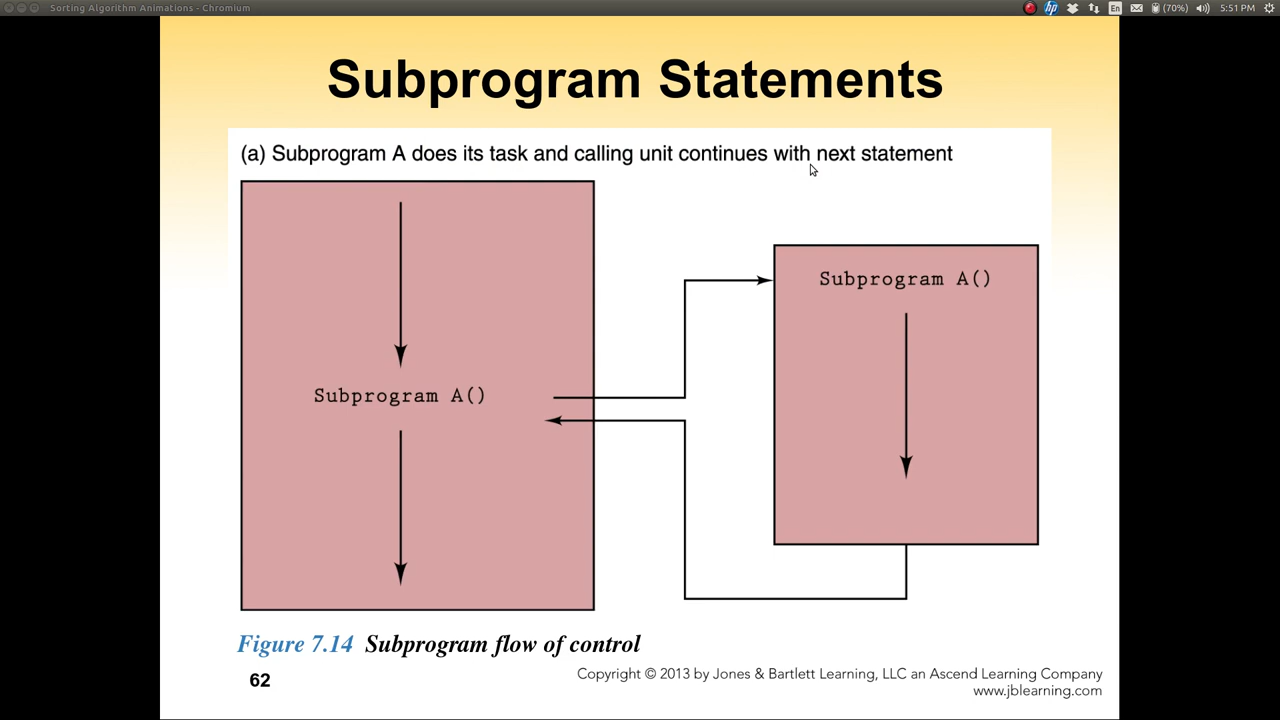 Sorting Algorithm Animations - Chromium
En
(70%)
5:51 PM
Subprogram Statements
(a) Subprogram A does its task and calling unit continues with next statement
Subprogram A()
Subprogram A()
Figure 7.14 Subprogram flow of control
62
Copyright © 2013 by Jones & Bartlett Learning, LLC an Ascend Learning Company
www.jblearning.com